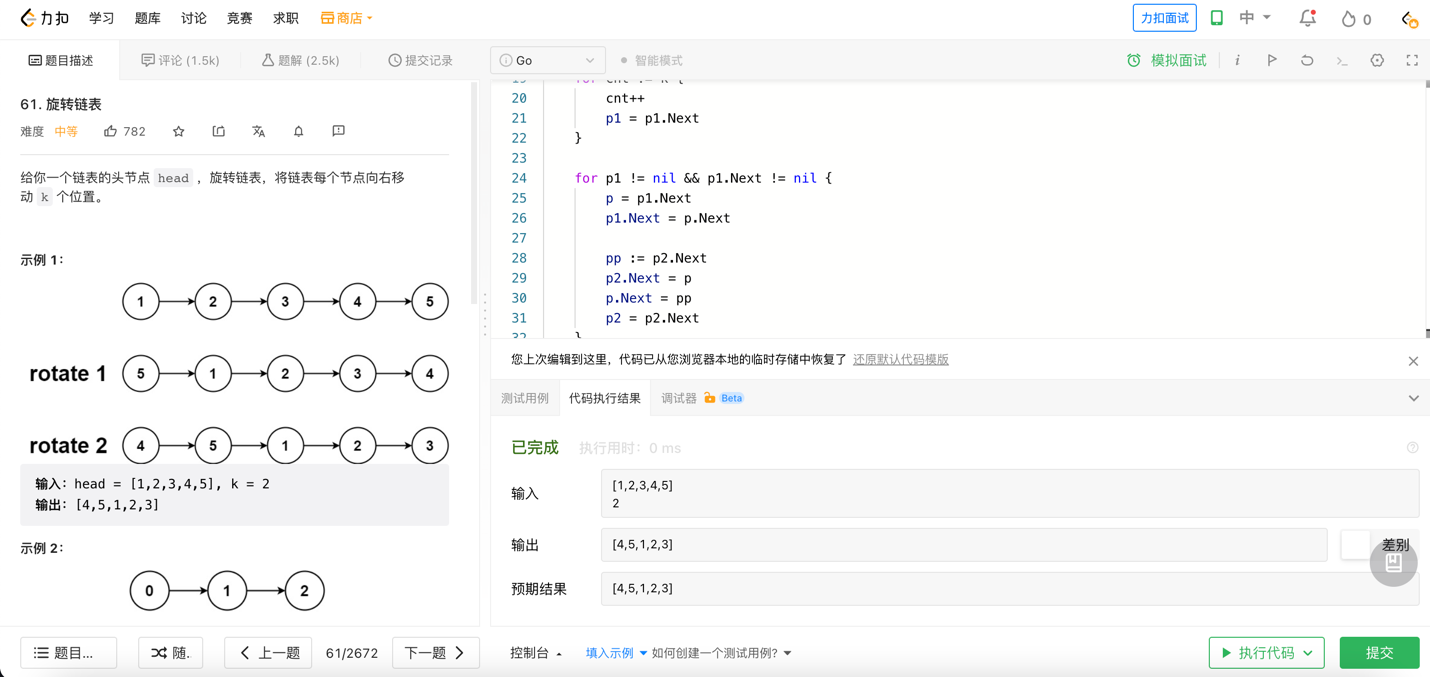 力扣 学习 题库 讨论 竞赛 求职 商店 力扣面试 中 0
题目描述 评论 (1.5k) 题解 (2.5k) 提交记录
61. 旋转链表
难度 中等 782
给你一个链表的头节点 head ，旋转链表，将链表每个节点向右移
动 k 个位置。
示例 1：
1 2 3 4 5
rotate 1 5 1 2 3 4
rotate 2 4 5 1 2 3
输入：head = [1,2,3,4,5], k = 2
输出：[4,5,1,2,3]
示例 2：
0 1 2
题目... 随. 上一题 61/2672 下一题
i Go 智能模式 模拟面试 i
19 for cnt != k {
20 cnt++
21 p1 = p1.Next
22 }
23
24 for p1 != nil && p1.Next != nil {
25 p = p1.Next
26 p1.Next = p.Next
27
28 pp := p2.Next
29 p2.Next = p
30 p.Next = pp
31 p2 = p2.Next
32 }
您上次编辑到这里，代码已从您浏览器本地的临时存储中恢复了 还原默认代码模版
测试用例 代码执行结果 调试器 Beta
已完成 执行用时：0 ms
输入
[1,2,3,4,5]
2
输出 [4,5,1,2,3] 差别
预期结果 [4,5,1,2,3]
控制台 填入示例 如何创建一个测试用例? 执行代码 提交